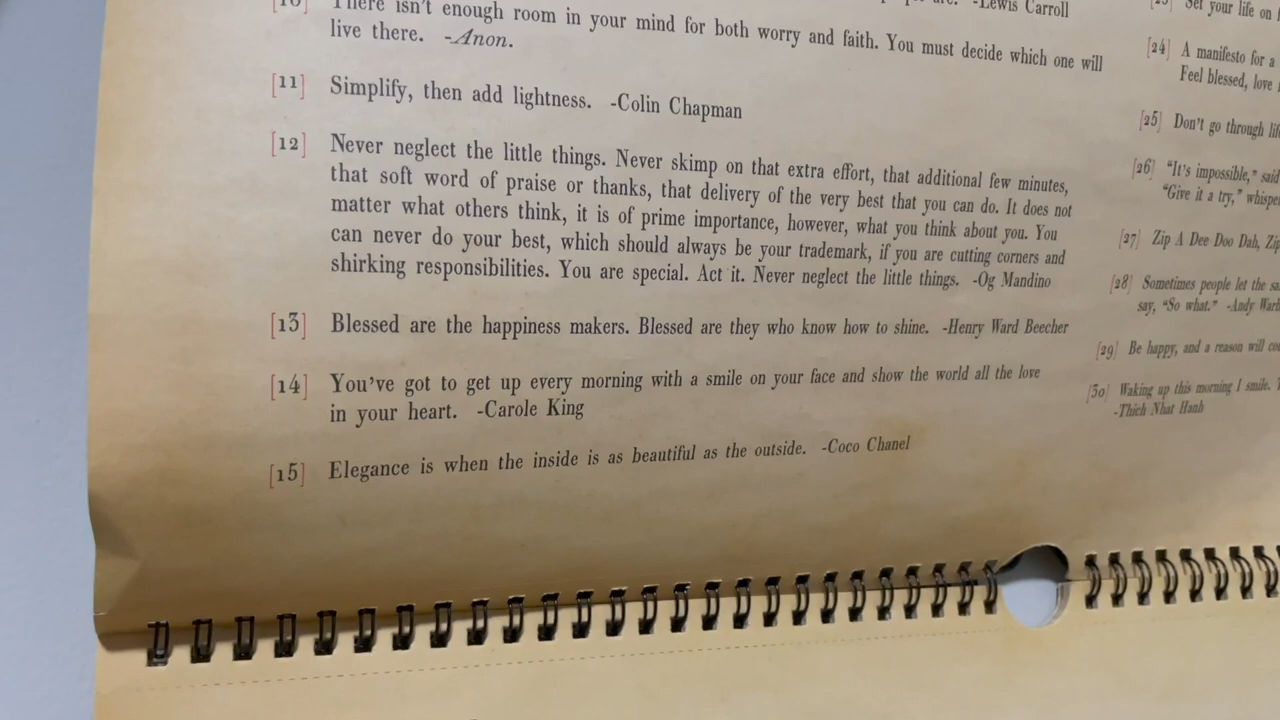 -Lewis Carroll
[10] There isn't enough room in your mind for both worry and faith. You must decide which one will
live there. -Anon.
[11] Simplify, then add lightness. -Colin Chapman
[12] Never neglect the little things. Never skimp on that extra effort, that additional few minutes,
that soft word of praise or thanks, that delivery of the very best that you can do. It does not
matter what others think, it is of prime importance, however, what you think about you. You
can never do your best, which should always be your trademark, if you are cutting corners and
shirking responsibilities. You are special. Act it. Never neglect the little things. -Og Mandino
[13] Blessed are the happiness makers. Blessed are they who know how to shine. -Henry Ward Beecher
[14] You've got to get up every morning with a smile on your face and show the world all the love
in your heart. -Carole King
[15] Elegance is when the inside is as beautiful as the outside. -Coco Chanel
Set your life on
[24] A manifesto for a
Feel blessed, love
[25] Don't go through
[26] "It's impossible," said
"Give it a try,"
[27] Zip A Dee Doo Dah,
[28] Sometimes people let the
say, "So what." -Andy
[29] Be happy, and a reason will
[30] Waking up this morning I smile.
-Thich Nhat Hanh